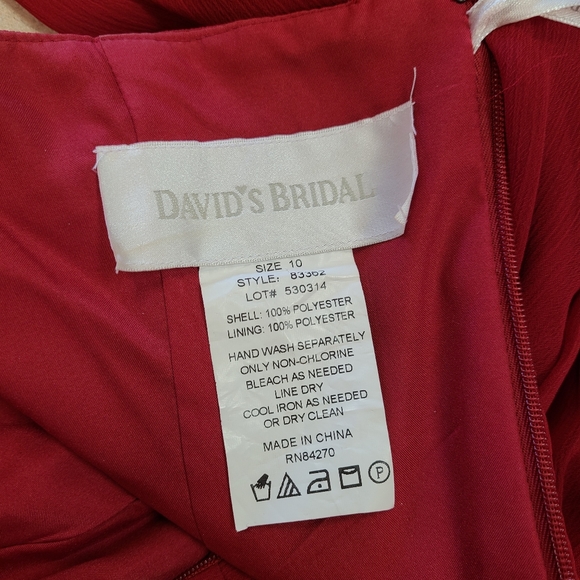 DAVID'S BRIDAL
SIZE 10
STYLE: 83362
LOT# 530314
SHELL: 100% POLYESTER
LINING: 100% POLYESTER
HAND WASH SEPARATELY
ONLY NON-CHLORINE
BLEACH AS NEEDED
LINE DRY
COOL IRON AS NEEDED
OR DRY CLEAN
MADE IN CHINA
RN84270
P